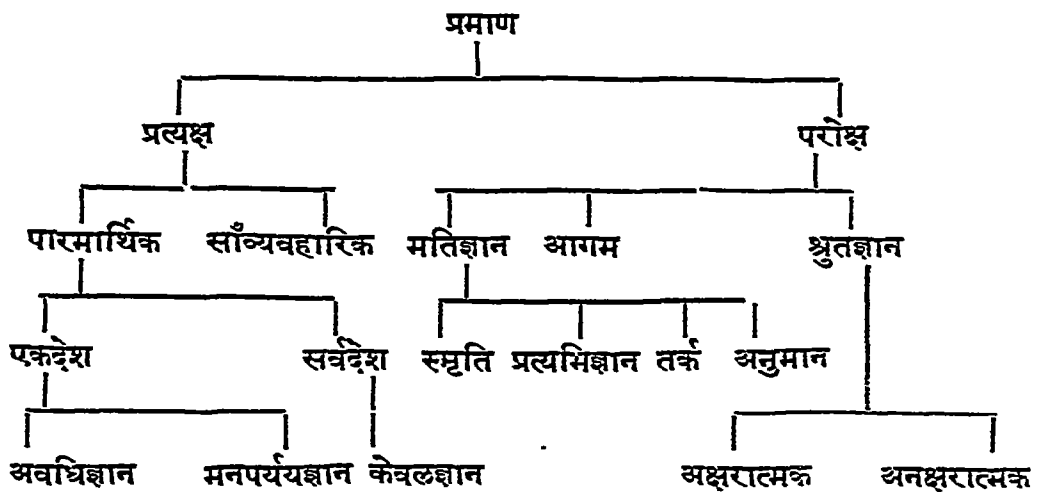 प्रमाण
प्रत्यक्ष परोक्ष
पारमार्थिक साँव्यवहारिक मतिज्ञान आगम श्रुतज्ञान
एकदेश सर्वदेश स्मृति प्रत्यभिज्ञान तर्क अनुमान
अवधिज्ञान मनपर्ययज्ञान केवलज्ञान अक्षरात्मक अनक्षरात्मक